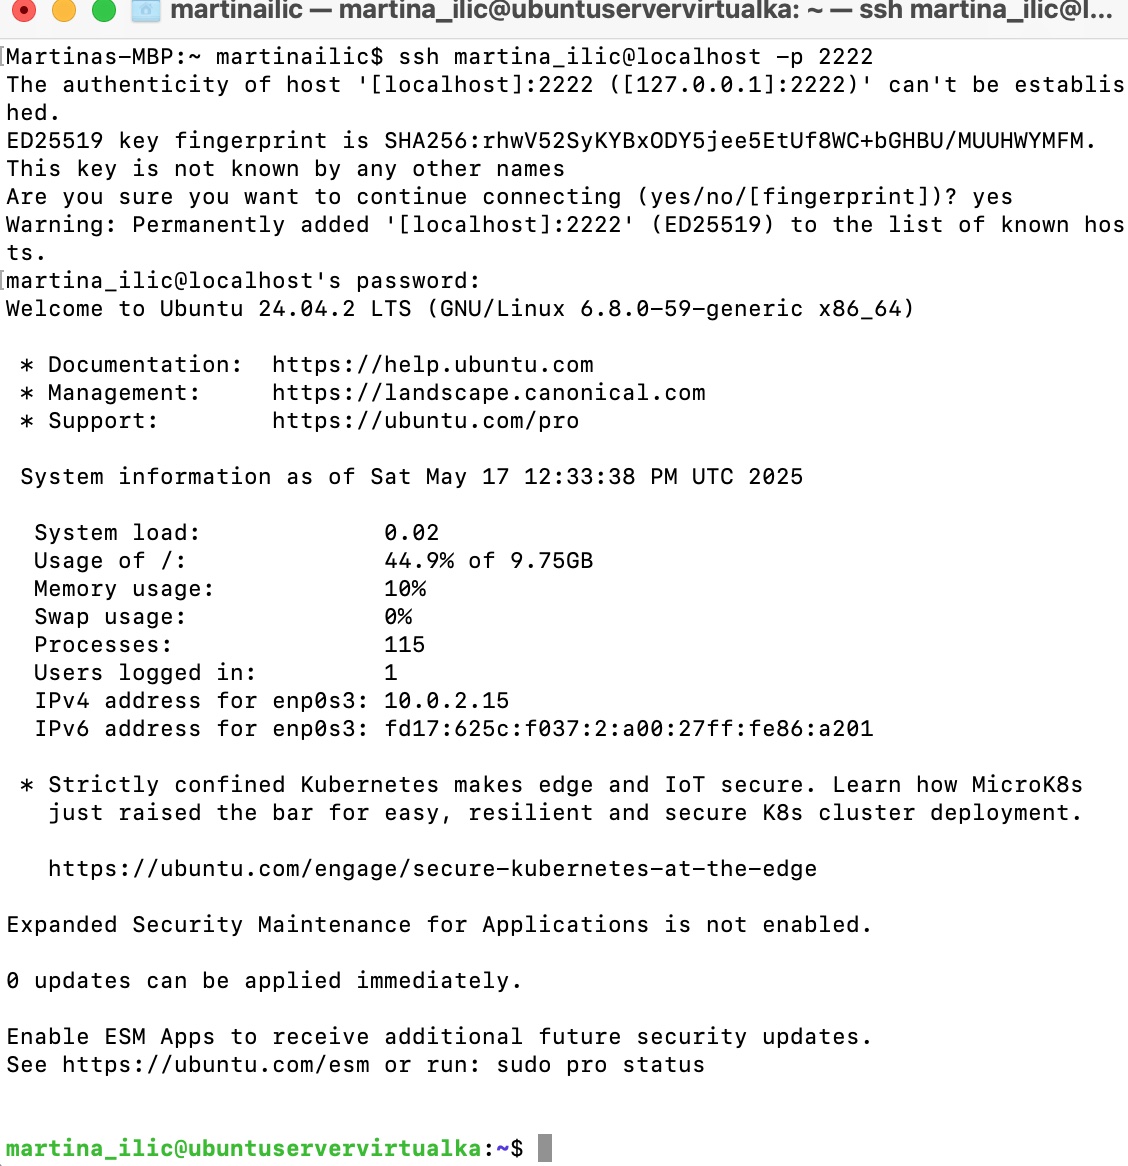 martinailic — martina_ilic@ubuntuservervirtualka: ~ — ssh martina_ilic@l...
[Martinas-MBP:~ martinailic$ ssh martina_ilic@localhost -p 2222
The authenticity of host '[localhost]:2222 ([127.0.0.1]:2222)' can't be establis
hed.
ED25519 key fingerprint is SHA256:rhwV52SyKYBxODY5jee5EtUf8WC+bGHBU/MUUHWYMFM.
This key is not known by any other names
Are you sure you want to continue connecting (yes/no/[fingerprint])? yes
Warning: Permanently added '[localhost]:2222' (ED25519) to the list of known hos
ts.
[martina_ilic@localhost's password:
Welcome to Ubuntu 24.04.2 LTS (GNU/Linux 6.8.0-59-generic x86_64)
* Documentation:  https://help.ubuntu.com
* Management:     https://landscape.canonical.com
* Support:        https://ubuntu.com/pro
System information as of Sat May 17 12:33:38 PM UTC 2025
System load:             0.02
Usage of /:              44.9% of 9.75GB
Memory usage:            10%
Swap usage:              0%
Processes:               115
Users logged in:         1
IPv4 address for enp0s3: 10.0.2.15
IPv6 address for enp0s3: fd17:625c:f037:2:a00:27ff:fe86:a201
* Strictly confined Kubernetes makes edge and IoT secure. Learn how MicroK8s
just raised the bar for easy, resilient and secure K8s cluster deployment.
https://ubuntu.com/engage/secure-kubernetes-at-the-edge
Expanded Security Maintenance for Applications is not enabled.
0 updates can be applied immediately.
Enable ESM Apps to receive additional future security updates.
See https://ubuntu.com/esm or run: sudo pro status
martina_ilic@ubuntuservervirtualka:~$